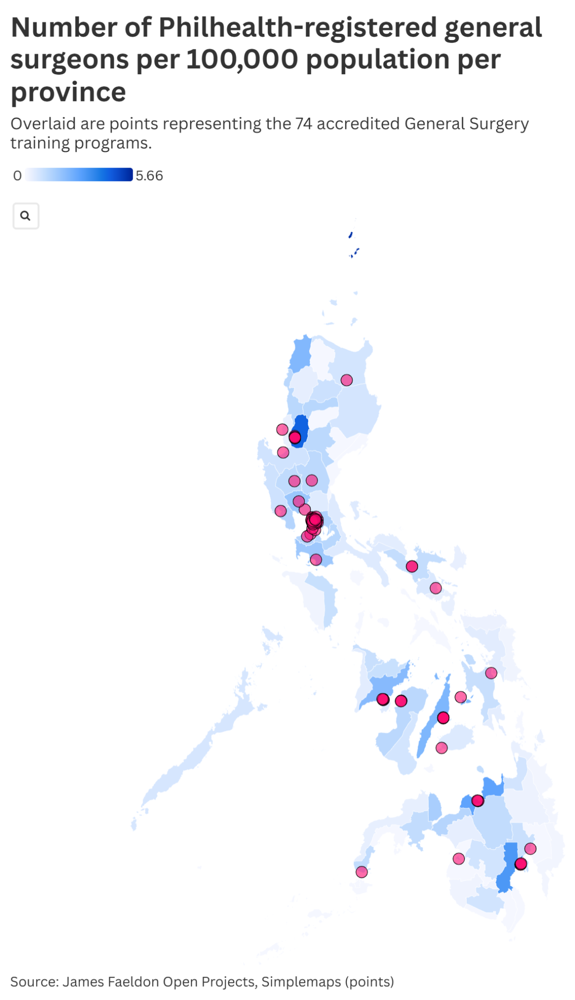 Number of Philhealth-registered general
surgeons per 100,000 population per
province
Overlaid are points representing the 74 accredited General Surgery
training programs.
0 5.66
Source: James Faeldon Open Projects, Simplemaps (points)